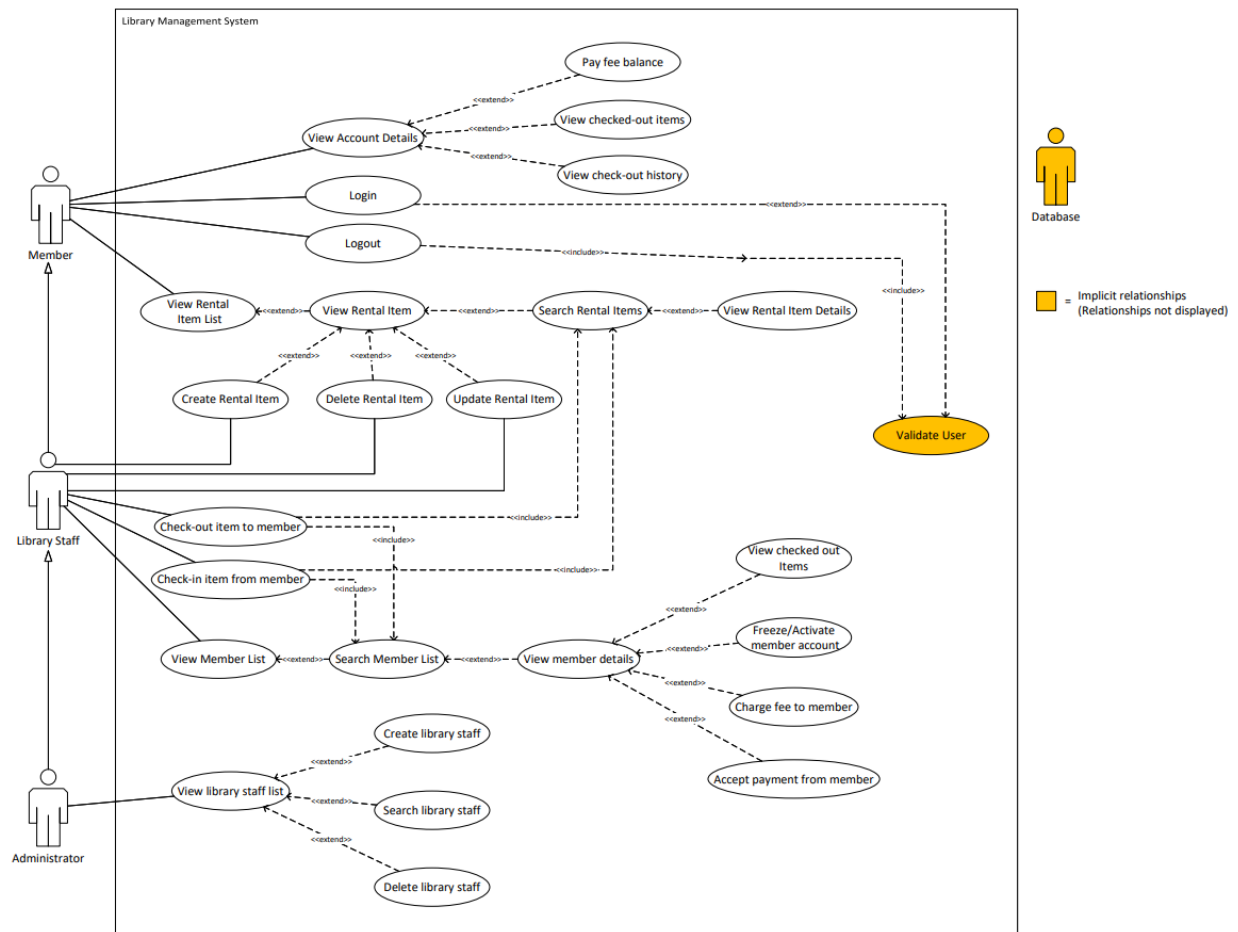 Library Management System
Pay fee balance
<<extend>>
View checked-out items
<<extend>>
View Account Details
<<extend>>
View check-out history
Login
<<extend>>
Member
Logout
<<include>>
<<include>>
View Rental
Item List
<<extend>>
View Rental Item
<<extend>>
Search Rental Items
<<extend>>
View Rental Item Details
<<extend>>
<<extend>>
<<extend>>
Create Rental Item
Delete Rental Item
Update Rental Item
Validate User
Database
= Implicit relationships
(Relationships not displayed)
Library Staff
Check-out item to member
<<include>>
<<include>>
Check-in item from member
<<include>>
<<include>>
View Member List
<<extend>>
Search Member List
<<extend>>
View member details
View checked out
Items
<<extend>>
Freeze/Activate
member account
<<extend>>
<<extend>>
Charge fee to member
<<extend>>
Accept payment from member
Create library staff
<<extend>>
View library staff list
<<extend>>
Search library staff
<<extend>>
Delete library staff
Administrator